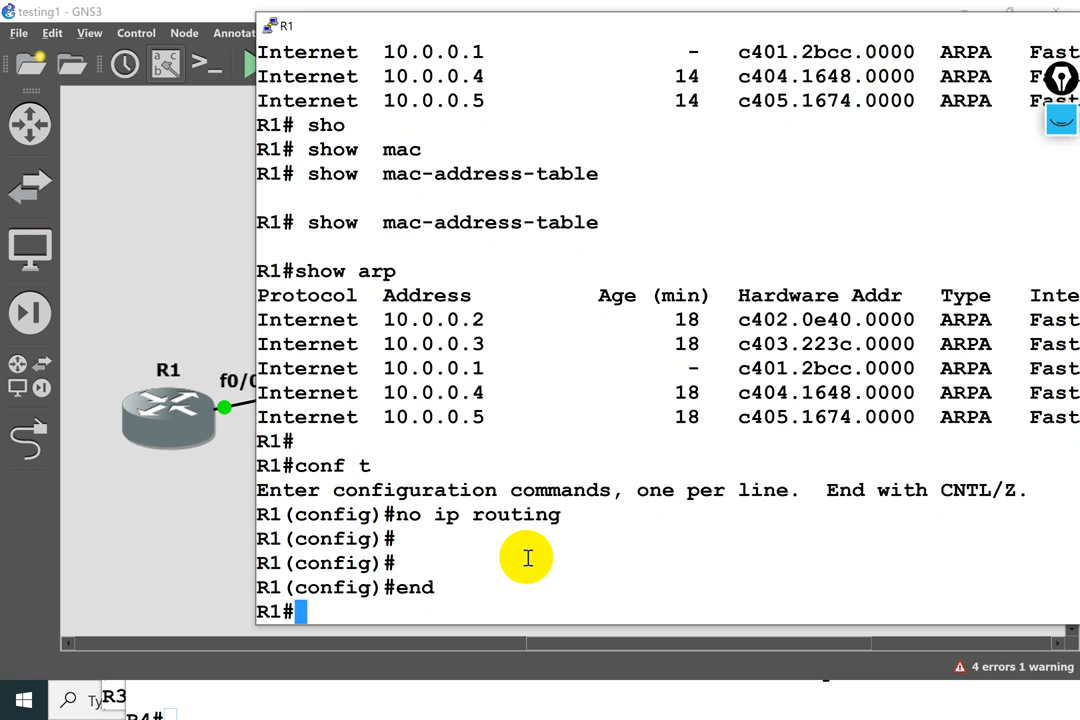 testing1 - GNS3
File Edit View Control Node Annotat
R1
Internet 10.0.0.1 - c401.2bcc.0000 ARPA Fast
Internet 10.0.0.4 14 c404.1648.0000 ARPA Fast
Internet 10.0.0.5 14 c405.1674.0000 ARPA Fast
R1# sho
R1# show mac
R1# show mac-address-table
R1# show mac-address-table
R1#show arp
Protocol Address Age (min) Hardware Addr Type Inte
Internet 10.0.0.2 18 c402.0e40.0000 ARPA Fast
Internet 10.0.0.3 18 c403.223c.0000 ARPA Fast
Internet 10.0.0.1 - c401.2bcc.0000 ARPA Fast
Internet 10.0.0.4 18 c404.1648.0000 ARPA Fast
Internet 10.0.0.5 18 c405.1674.0000 ARPA Fast
R1#
R1#conf t
Enter configuration commands, one per line. End with CNTL/Z.
R1(config)#no ip routing
R1(config)#
R1(config)#
R1(config)#end
R1#
R1
f0/0
4 errors 1 warning
Ty
R3
R4#